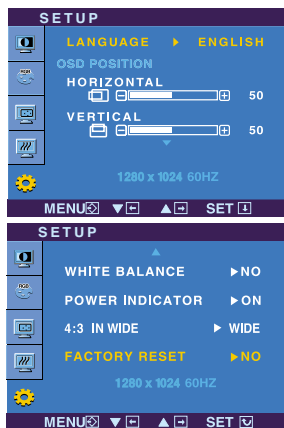 SETUP
LANGUAGE ▶ ENGLISH
OSD POSITION
HORIZONTAL
50
VERTICAL
50
1280 x 1024 60HZ
MENU ▼ ▲ SET
SETUP
RGB
WHITE BALANCE ▶NO
POWER INDICATOR ▶ON
4:3 IN WIDE ▶ WIDE
FACTORY RESET ▶NO
1280 x 1024 60HZ
MENU ▼ ▲ SET